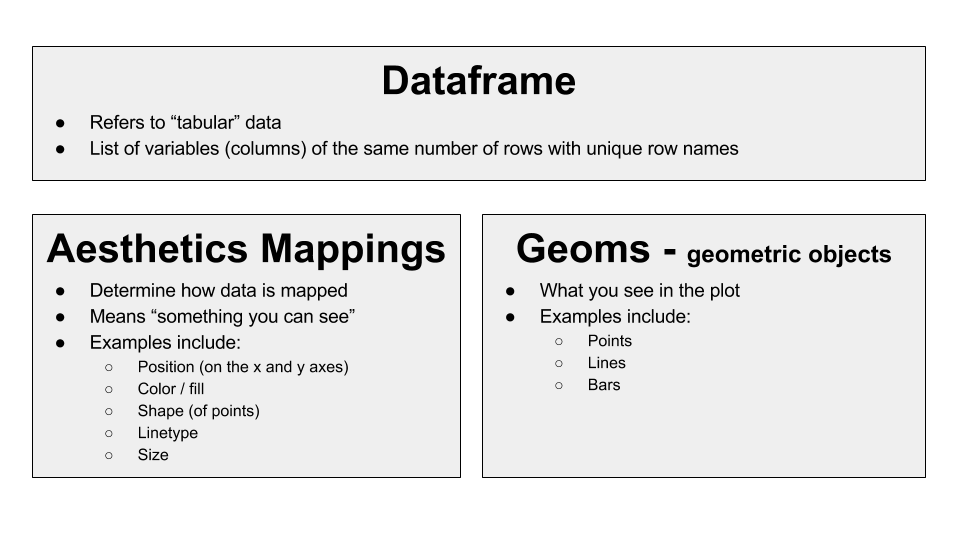 Dataframe
● Refers to “tabular” data
● List of variables (columns) of the same number of rows with unique row names
Aesthetics Mappings
● Determine how data is mapped
● Means “something you can see”
● Examples include:
○ Position (on the x and y axes)
○ Color / fill
○ Shape (of points)
○ Linetype
○ Size
Geoms - geometric objects
● What you see in the plot
● Examples include:
○ Points
○ Lines
○ Bars